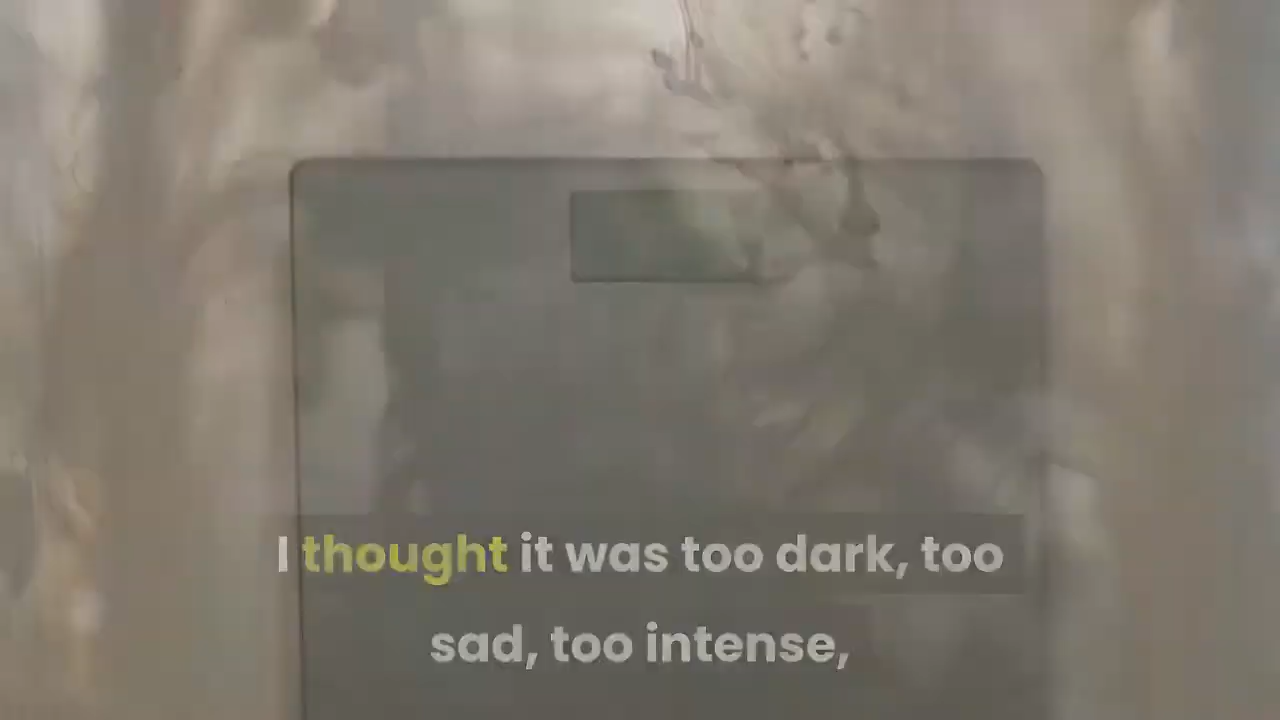 I thought it was too dark, too
sad, too intense,